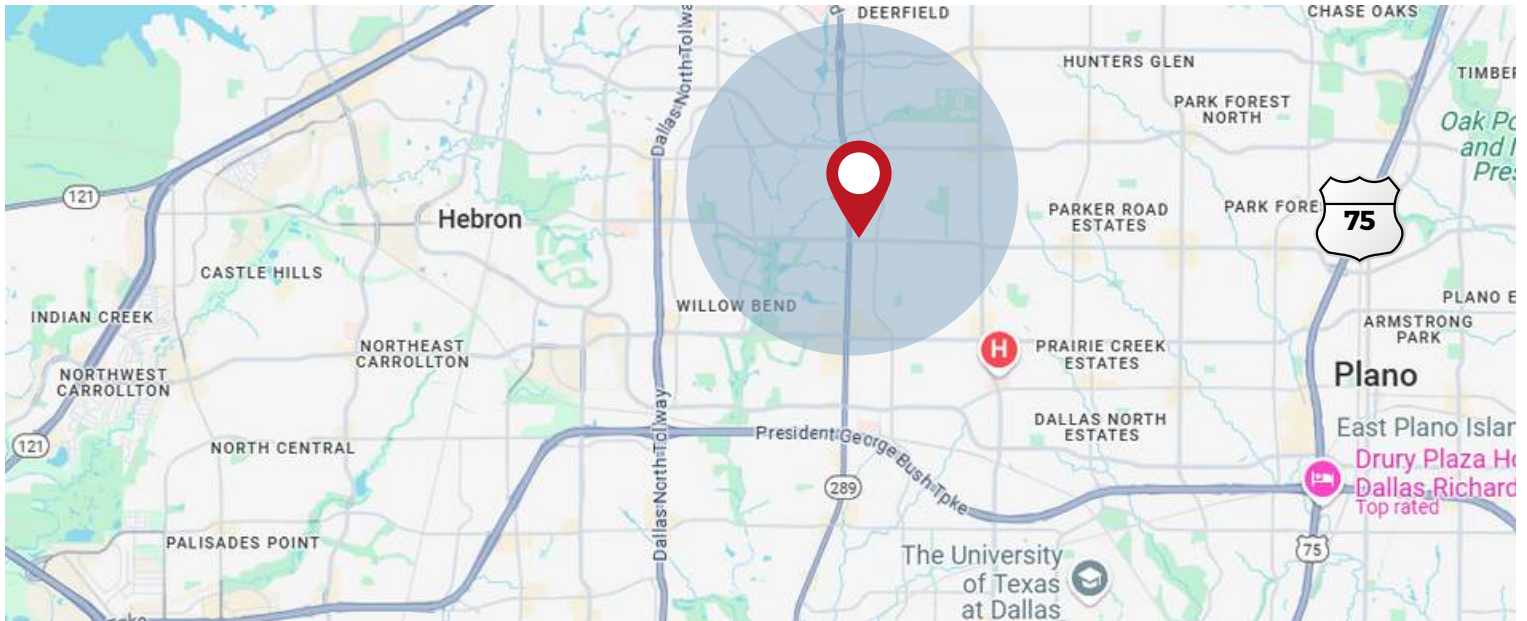 DEERFIELD
CHASE OAKS
HUNTERS GLEN
TIMBER
PARK FOREST
NORTH
Oak Po
and
Pres
Dallas North Tollwa
121
Hebron
PARKER ROAD
ESTATES
PARK FORE
75
CASTLE HILLS
WILLOW BEND
PLANO E
INDIAN CREEK
ARMSTRONG
PARK
NORTHEAST
CARROLLTON
H
PRAIRIE CREEK
ESTATES
Plano
NORTHWEST
CARROLLTON
Dallas North Tollway
DALLAS NORTH
ESTATES
East Plano Islam
121
NORTH CENTRAL
President George Bush Tpke
Drury Plaza Ho
Dallas Richard
Top rated
289
PALISADES POINT
75
The University
of Texas
at Dallas